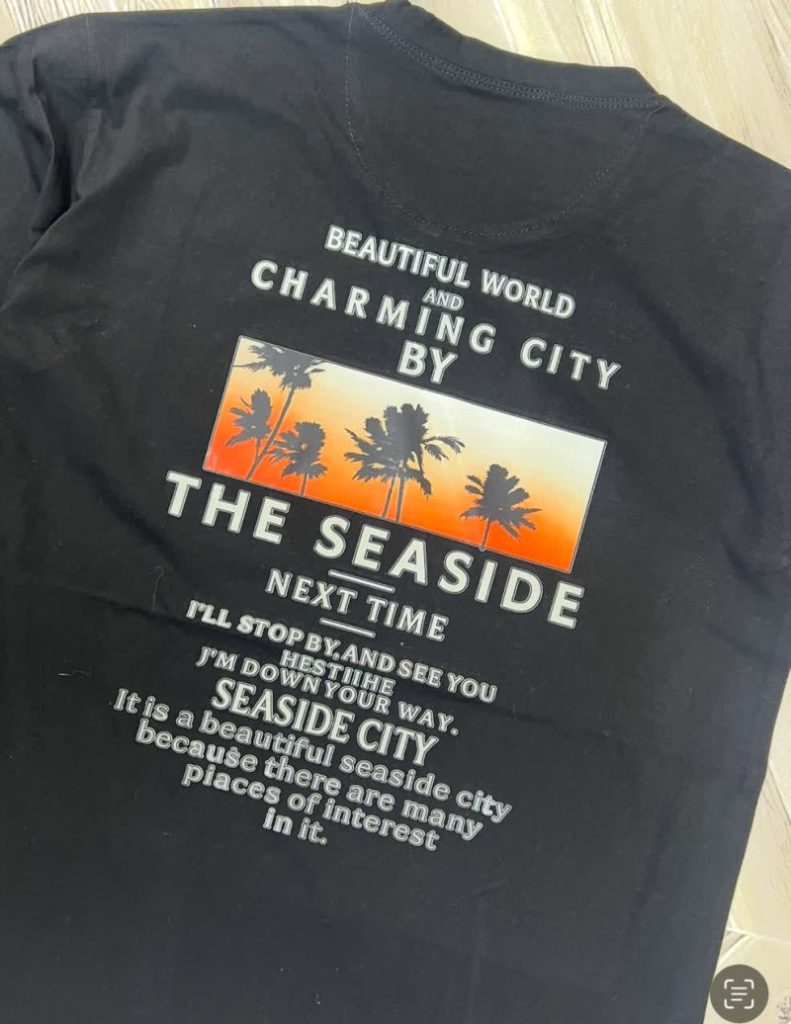 BEAUTIFUL WORLD
AND
CHARMING CITY
BY
THE SEASIDE
NEXT TIME
I'LL STOP BY, AND SEE YOU
HESTIIHE
J'M DOWN YOUR WAY.
SEASIDE CITY
It is a beautiful seaside city
because there are many
piaces of interest
in it.